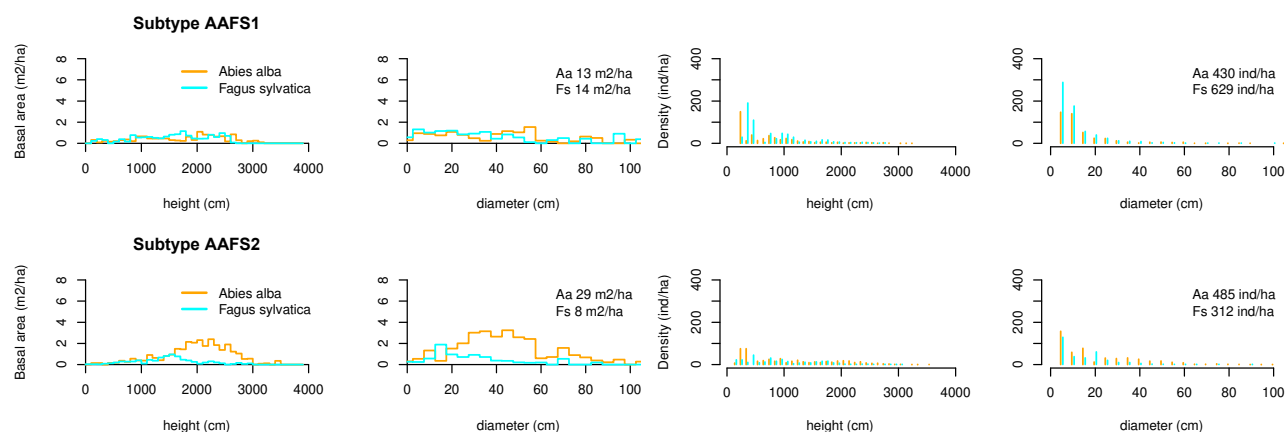 Subtype AAFS1
Basal area (m2/ha)
0 2 4 6 8
Abies alba
Fagus sylvatica
0 1000 2000 3000 4000
height (cm)
0 2 4 6 8
Aa 13 m2/ha
Fs 14 m2/ha
0 20 40 60 80 100
diameter (cm)
Density (ind/ha)
0 200 400
0 1000 2000 3000 4000
height (cm)
0 200 400
Aa 430 ind/ha
Fs 629 ind/ha
0 20 40 60 80 100
diameter (cm)
Subtype AAFS2
Basal area (m2/ha)
0 2 4 6 8
Abies alba
Fagus sylvatica
0 1000 2000 3000 4000
height (cm)
0 2 4 6 8
Aa 29 m2/ha
Fs 8 m2/ha
0 20 40 60 80 100
diameter (cm)
Density (ind/ha)
0 200 400
0 1000 2000 3000 4000
height (cm)
0 200 400
Aa 485 ind/ha
Fs 312 ind/ha
0 20 40 60 80 100
diameter (cm)